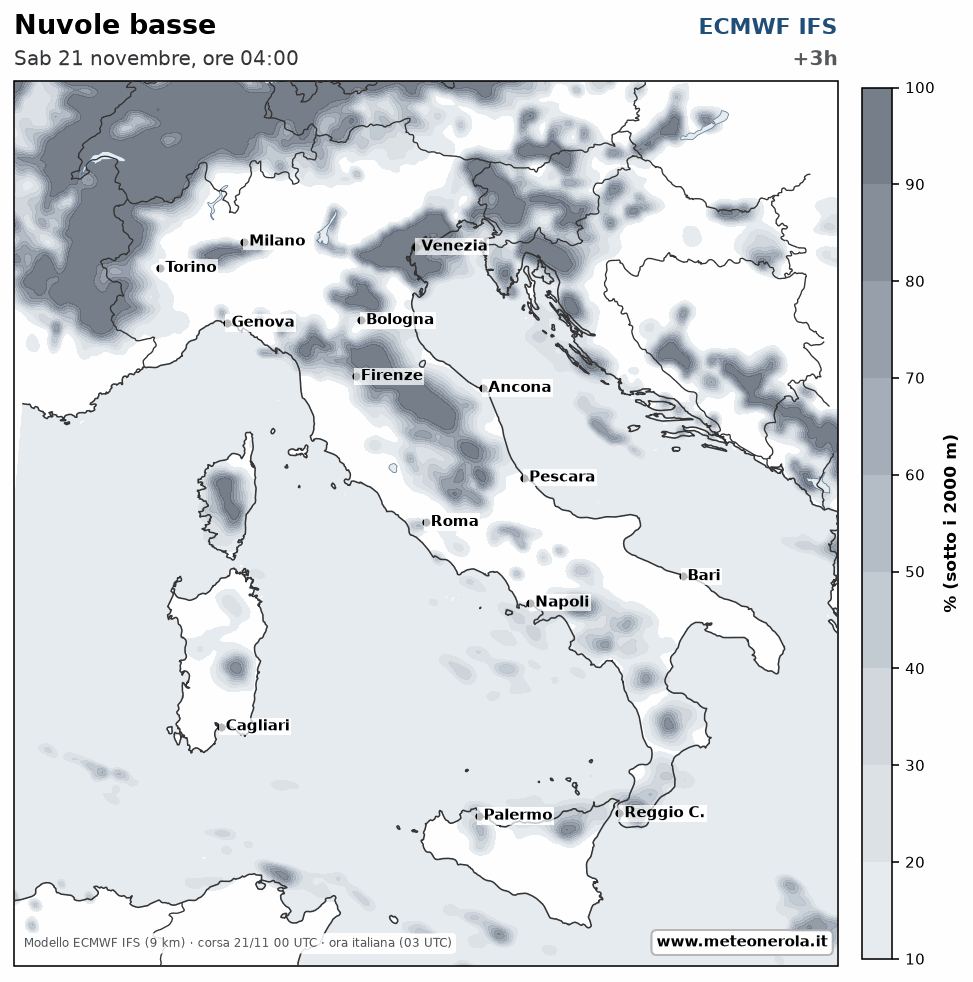 Nuvole basse
ECMWF IFS
Sab 21 novembre, ore 04:00
+3h
Milano
Venezia
Torino
Genova
Bologna
Firenze
Ancona
Pescara
Roma
Bari
Napoli
Cagliari
Palermo
Reggio C.
Modello ECMWF IFS (9 km) · corsa 21/11 00 UTC · ora italiana (03 UTC)
www.meteonerola.it
100
90
80
70
60
50
40
30
20
10
% (sotto i 2000 m)